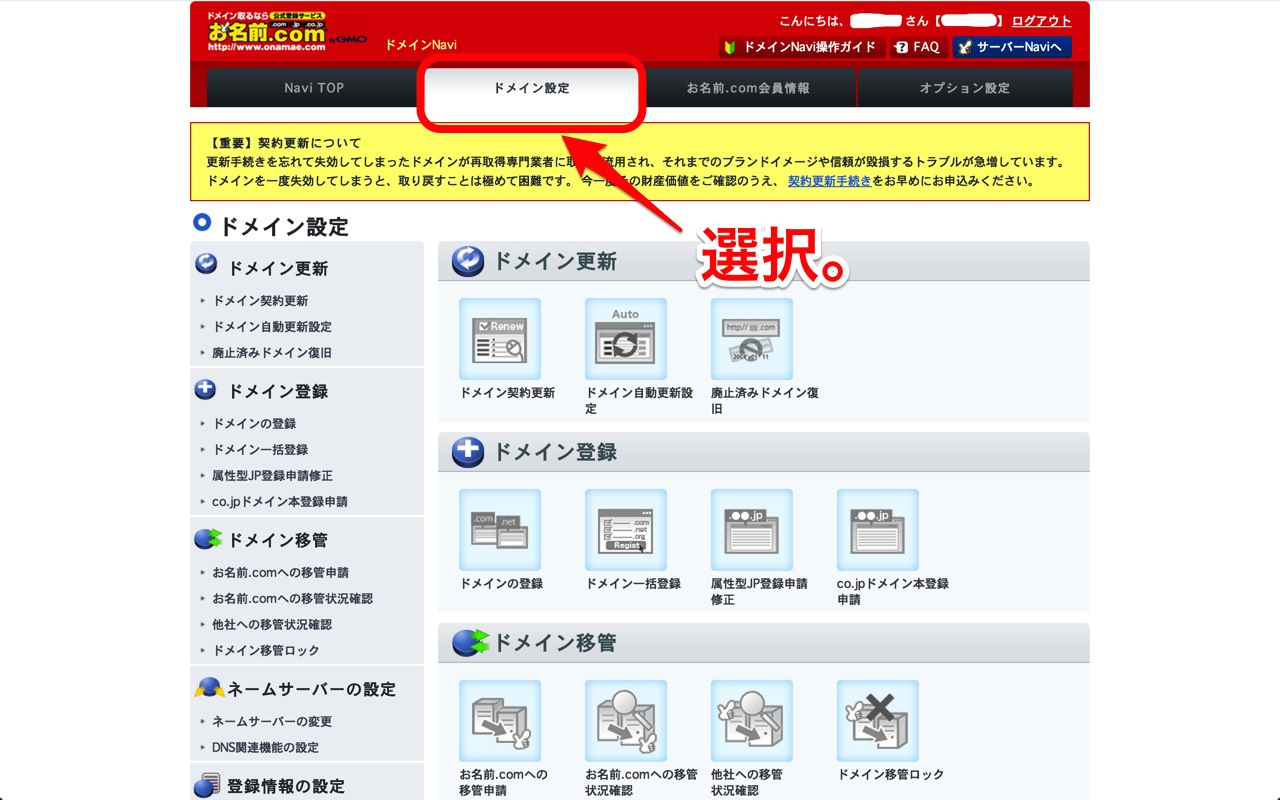 ドメイン取るなら 公式登録サービス
.com .jp .co.jp
お名前.com by GMO
http://www.onamae.com
ドメインNavi
こんにちは、 さん【 】 ログアウト
ドメインNavi操作ガイド
FAQ
サーバーNaviへ
Navi TOP
ドメイン設定
お名前.com会員情報
オプション設定
【重要】契約更新について
更新手続きを忘れて失効してしまったドメインが再取得専門業者に取 流用され、それまでのブランドイメージや信頼が毀損するトラブルが急増しています。
ドメインを一度失効してしまうと、取り戻すことは極めて困難です。 今一度その財産価値をご確認のうえ、 契約更新手続きをお早めにお申込みください。
選択。
ドメイン設定
ドメイン更新
ドメイン契約更新
ドメイン自動更新設定
廃止済みドメイン復旧
ドメイン登録
ドメインの登録
ドメイン一括登録
属性型JP登録申請修正
co.jpドメイン本登録申請
ドメイン移管
お名前.comへの移管申請
お名前.comへの移管状況確認
他社への移管状況確認
ドメイン移管ロック
ネームサーバーの設定
ネームサーバーの変更
DNS関連機能の設定
登録情報の設定
ドメイン更新
Renew
ドメイン契約更新
Auto
ドメイン自動更新設
定
http:// .com
廃止済みドメイン復
旧
ドメイン登録
.com .net
ドメインの登録
.com
.net
.org
Regist
ドメイン一括登録
.●●.jp
属性型JP登録申請
修正
.●●.jp
co.jpドメイン本登録
申請
ドメイン移管
お名前.comへの
移管申請
お名前.comへの移管
状況確認
他社への移管
状況確認
ドメイン移管ロック